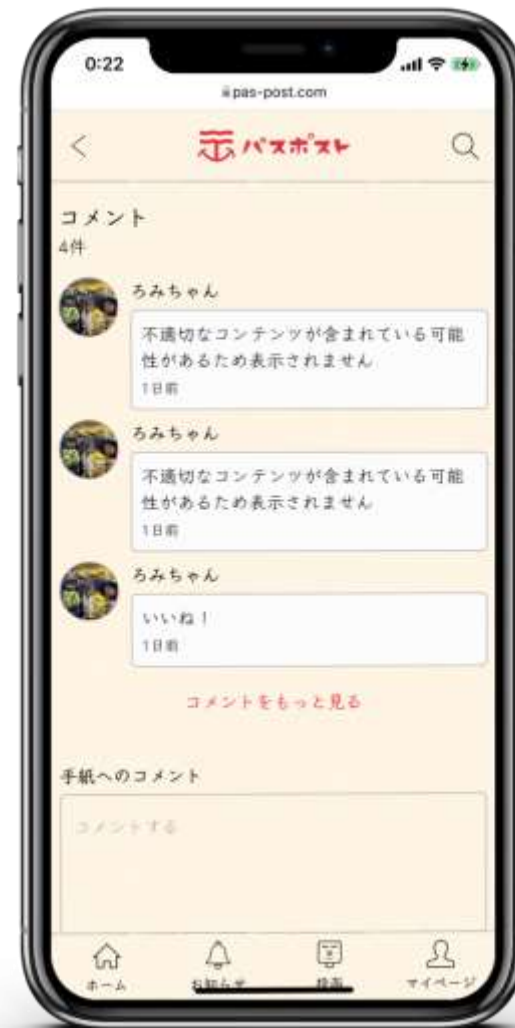 0:22
pas-post.com
パスポスト
コメント
4件
ろみちゃん
不適切なコンテンツが含まれている可能
性があるため表示されません
1日前
ろみちゃん
不適切なコンテンツが含まれている可能
性があるため表示されません
1日前
ろみちゃん
いいね！
1日前
コメントをもっと見る
手紙へのコメント
コメントする
ホーム
お知らせ
マイページ